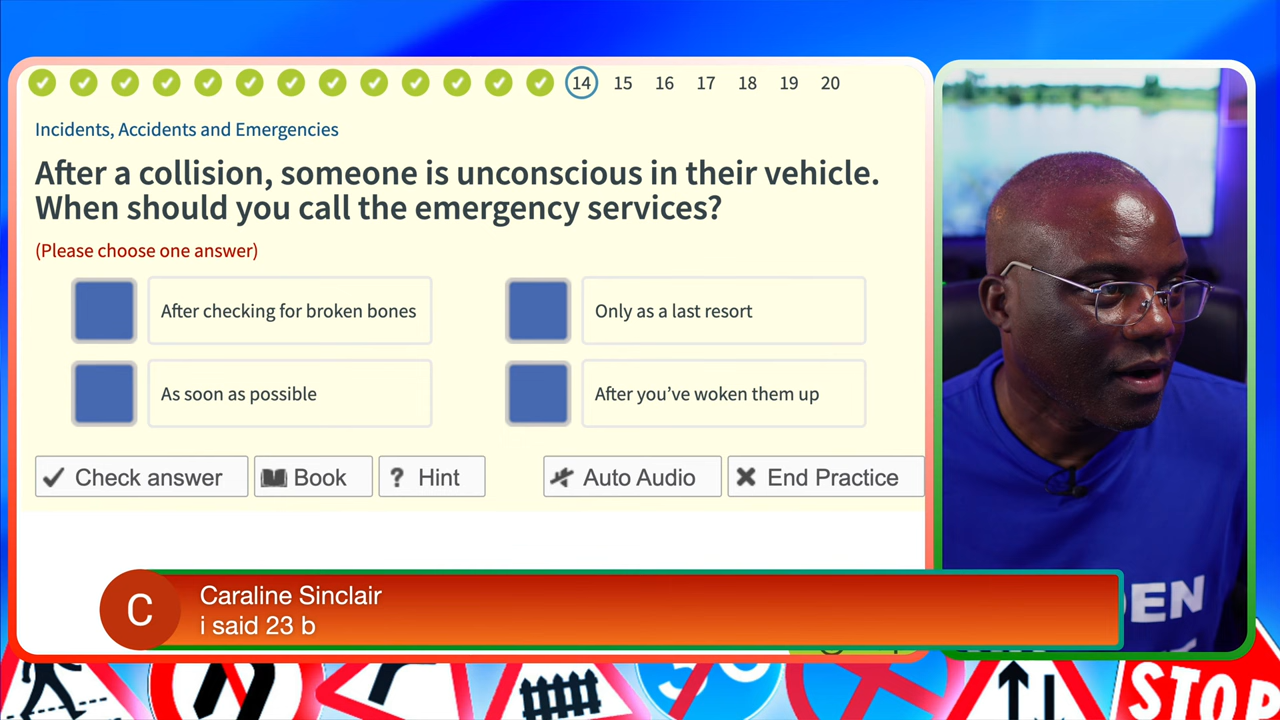 14 15 16 17 18 19 20
Incidents, Accidents and Emergencies
After a collision, someone is unconscious in their vehicle.
When should you call the emergency services?
(Please choose one answer)
After checking for broken bones
Only as a last resort
As soon as possible
After you’ve woken them up
Check answer
Book
? Hint
Auto Audio
End Practice
C
Caraline Sinclair
i said 23 b
STOP